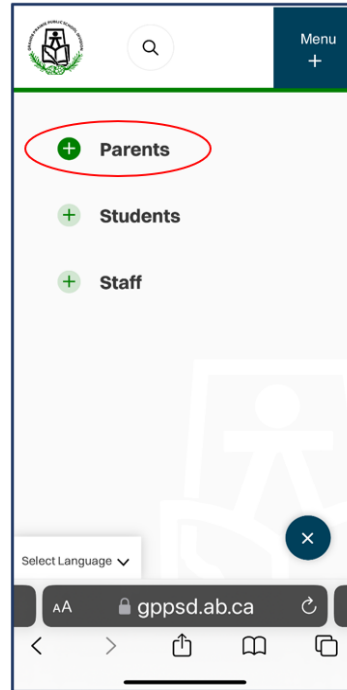 Menu
+
+ Parents
+ Students
+ Staff
×
Select Language
AA gppsd.ab.ca